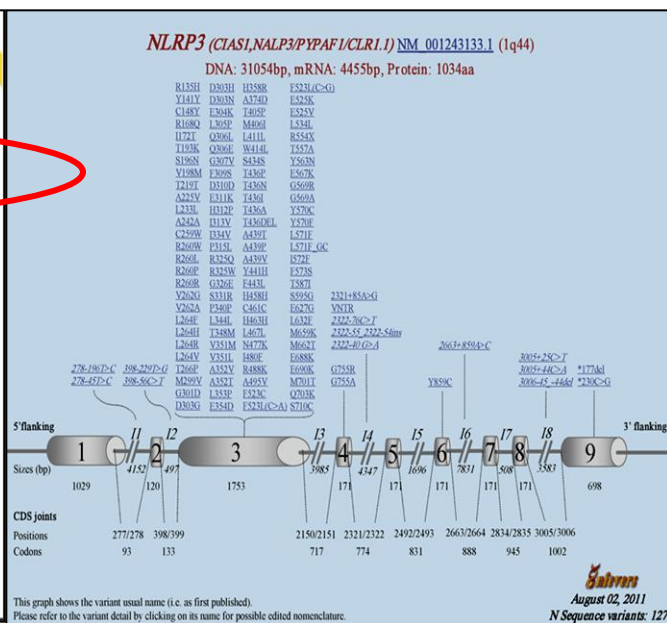 NLRP3 (CIAS1,NALP3/PYPAF1/CLR1.1) NM_001243133.1 (1q44)
DNA: 31054bp, mRNA: 4455bp, Protein: 1034aa
R135H D303H H358R F523L(C>G)
Y141Y D303N A374D E525K
C148Y E304K T405P E525V
R168Q L305P M406I L534L
I172T Q306L L411L R554X
T193K Q306E W414L T557A
S196N G307V S434S Y563N
V198M F309S T436P E567K
T219T D310D T436N G569R
A225V E311K T436I G569A
L233L H312P T436A Y570C
A242A I313V T436DEL Y570F
C259W I334V A439T L571F
R260W P315L A439P L571F_GC
R260L R325Q A439V I572F
R260P R325W Y441H F573S
R260R G326E F443L T587I
V262G S331R H458H S595G 2321+85A>G
V262A P340P C461C E627G VNTR
L264F L344L H463H L632F 2322-76C>T
L264H T348M L467L M659K 2322-55_2322-54ins
L264R V351M N477K M662T 2322-40 G>A 2663+859A>C
L264V V351L I480F E688K 3005+25C>T
278-196T>C 398-229T>G T266P A352V R488K E690K G755R 3005+44C>A *177del
278-45T>C 398-56C>T M299V A352T A495V M701T G755A Y859C 3006-45_-44del *230C>G
G301D L353P F523C Q703K
D303G E354D F523L(C>A) S710C
5'flanking 3' flanking
I1 I2 I3 I4 I5 I6 I7 I8
1 2 3 4 5 6 7 8 9
4152 497 3985 4347 1696 7831 508 3583
Sizes (bp) 1029 120 1753 171 171 171 171 171 698
CDS joints
Positions 277/278 398/399 2150/2151 2321/2322 2492/2493 2663/2664 2834/2835 3005/3006
Codons 93 133 717 774 831 888 945 1002
infevers
This graph shows the variant usual name (i.e. as first published). August 02, 2011
Please refer to the variant detail by clicking on its name for possible edited nomenclature. N Sequence variants: 127